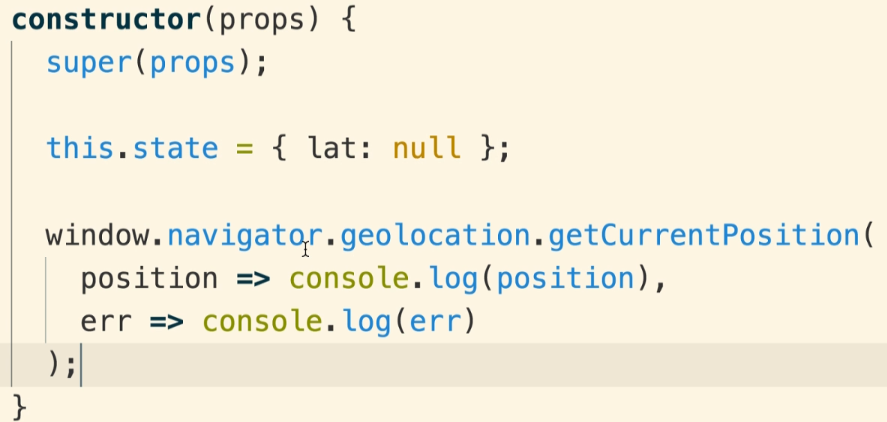 constructor(props) {
super(props);
this.state = { lat: null };
window.navigator.geolocation.getCurrentPosition(
position => console.log(position),
err => console.log(err)
);
}